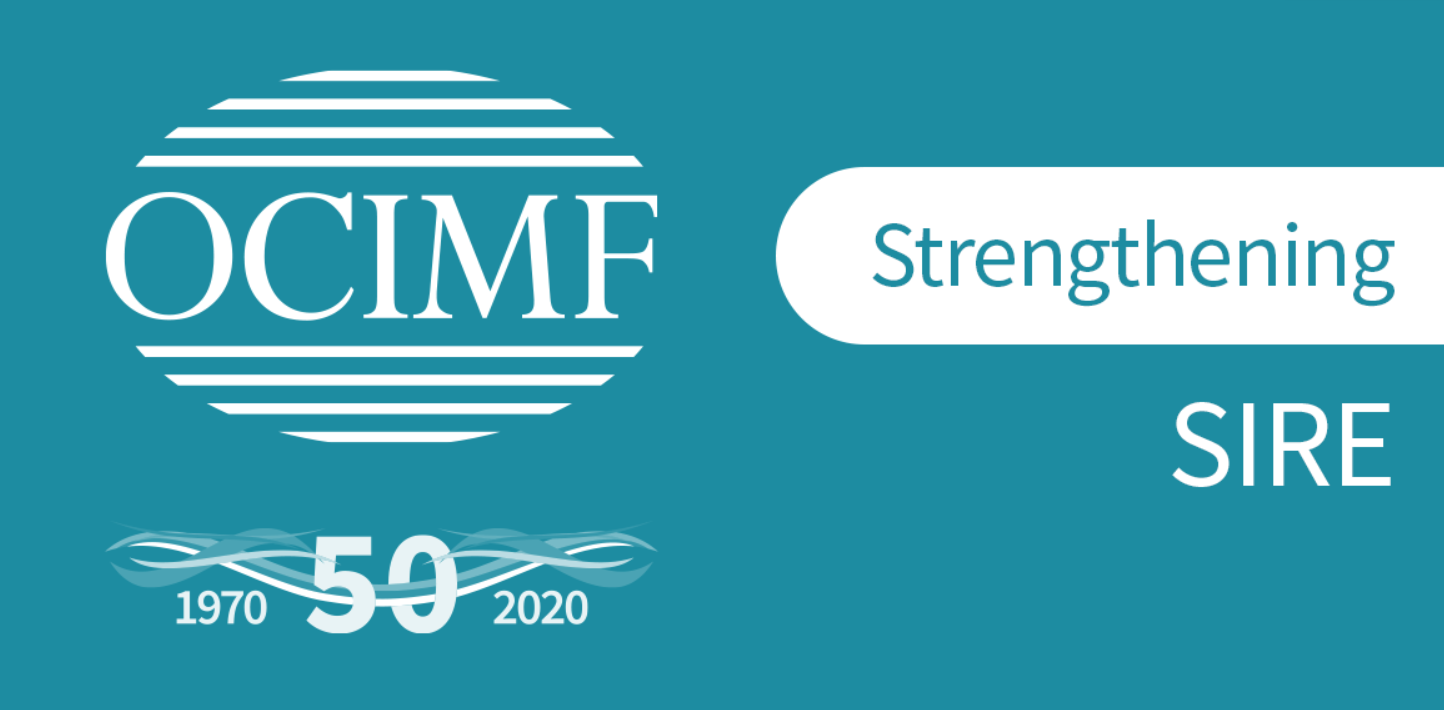 OCIMF
1970 50 2020
Strengthening
SIRE